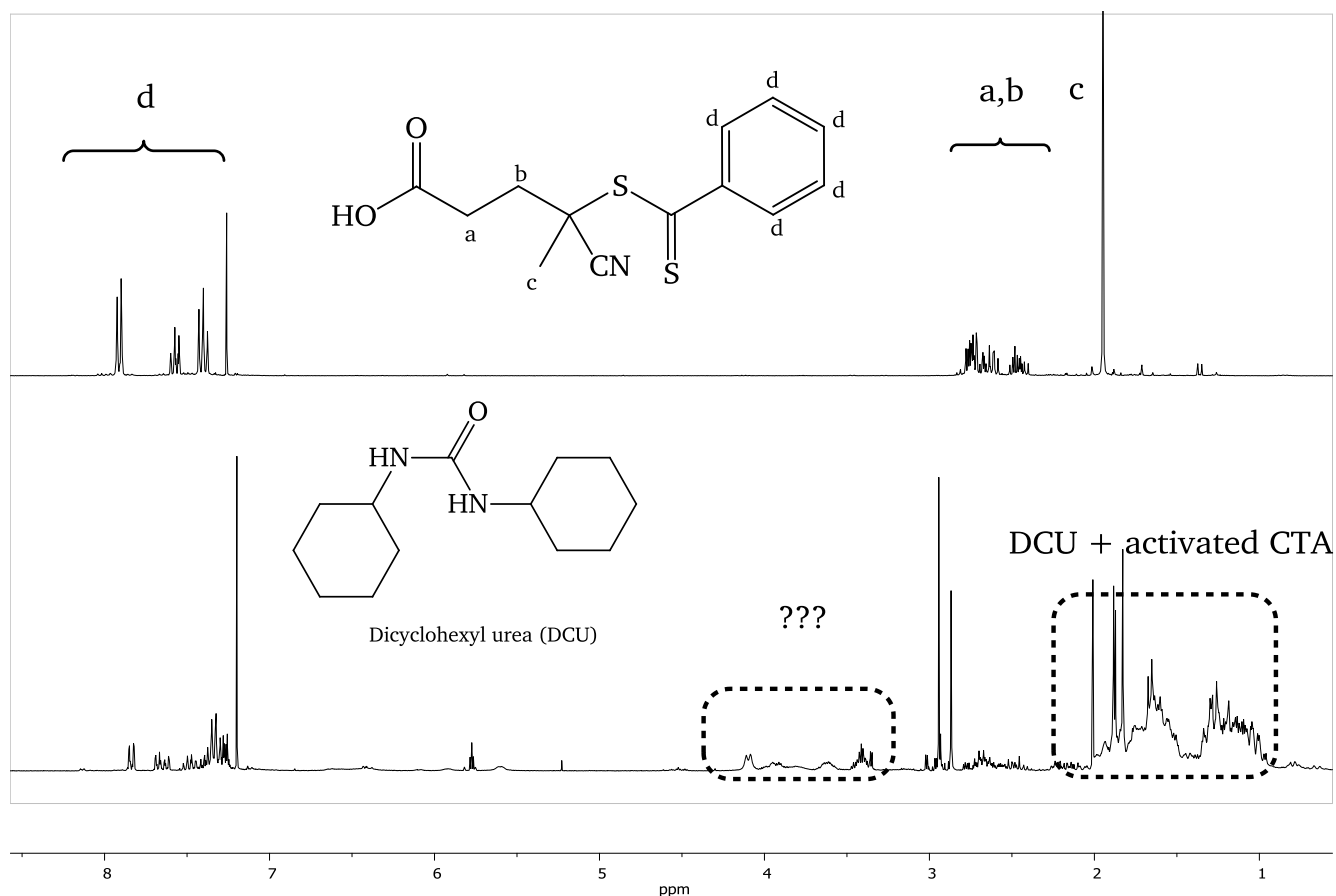 d
a,b
c
d
d
d
O
b
S
d
HO
a
d
c
CN
S
O
HN
HN
DCU + activated CTA
???
Dicyclohexyl urea (DCU)
8
7
6
5
4
3
2
1
ppm